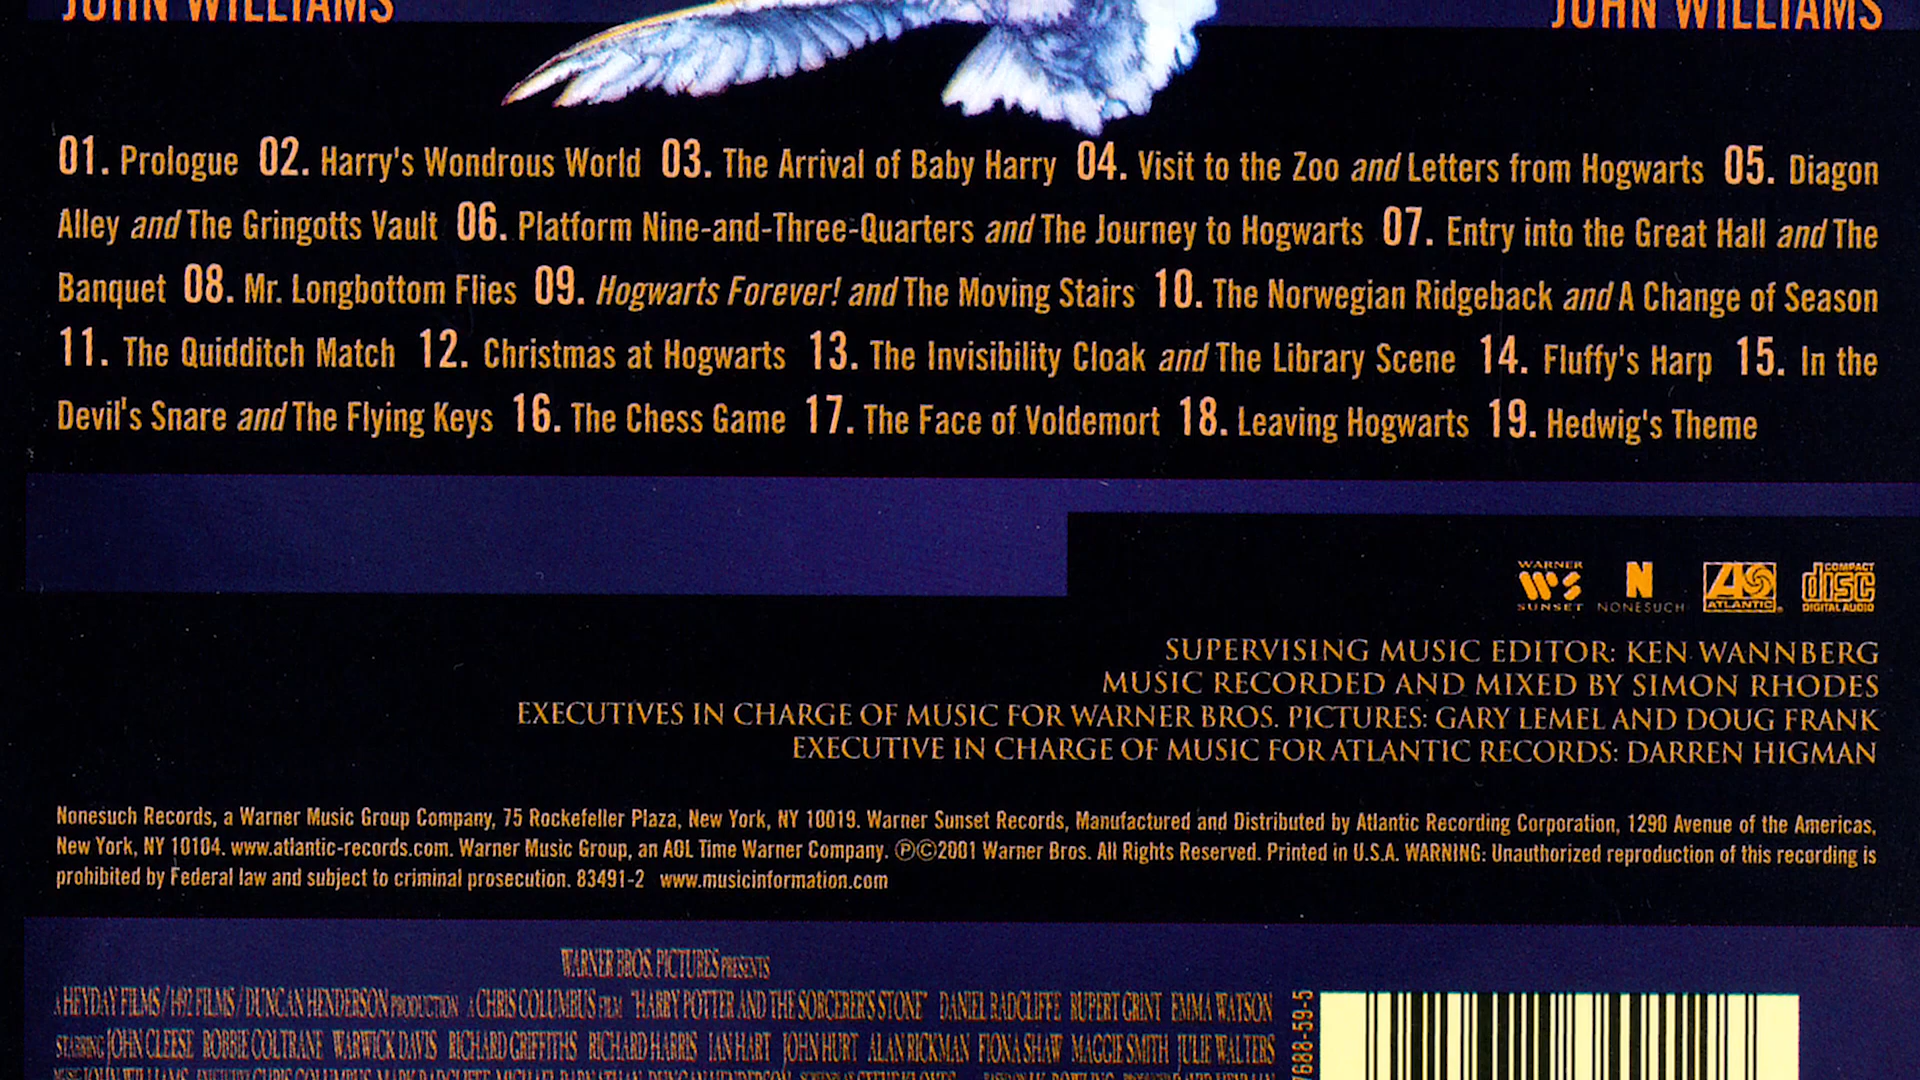 JOHN WILLIAMS JOHN WILLIAMS
01. Prologue 02. Harry's Wondrous World 03. The Arrival of Baby Harry 04. Visit to the Zoo and Letters from Hogwarts 05. Diagon
Alley and The Gringotts Vault 06. Platform Nine-and-Three-Quarters and The Journey to Hogwarts 07. Entry into the Great Hall and The
Banquet 08. Mr. Longbottom Flies 09. Hogwarts Forever! and The Moving Stairs 10. The Norwegian Ridgeback and A Change of Season
11. The Quidditch Match 12. Christmas at Hogwarts 13. The Invisibility Cloak and The Library Scene 14. Fluffy's Harp 15. In the
Devil's Snare and The Flying Keys 16. The Chess Game 17. The Face of Voldemort 18. Leaving Hogwarts 19. Hedwig's Theme
WARNER SUNSET NONESUCH ATLANTIC COMPACT disc DIGITAL AUDIO
SUPERVISING MUSIC EDITOR: KEN WANNBERG
MUSIC RECORDED AND MIXED BY SIMON RHODES
EXECUTIVES IN CHARGE OF MUSIC FOR WARNER BROS. PICTURES: GARY LEMEL AND DOUG FRANK
EXECUTIVE IN CHARGE OF MUSIC FOR ATLANTIC RECORDS: DARREN HIGMAN
Nonesuch Records, a Warner Music Group Company, 75 Rockefeller Plaza, New York, NY 10019. Warner Sunset Records, Manufactured and Distributed by Atlantic Recording Corporation, 1290 Avenue of the Americas,
New York, NY 10104. www.atlantic-records.com. Warner Music Group, an AOL Time Warner Company. ℗©2001 Warner Bros. All Rights Reserved. Printed in U.S.A. WARNING: Unauthorized reproduction of this recording is
prohibited by Federal law and subject to criminal prosecution. 83491-2 www.musicinformation.com
WARNER BROS. PICTURES PRESENTS
A HEYDAY FILMS / 1492 FILMS / DUNCAN HENDERSON PRODUCTION A CHRIS COLUMBUS FILM "HARRY POTTER AND THE SORCERER'S STONE" DANIEL RADCLIFFE RUPERT GRINT EMMA WATSON
STARRING JOHN CLEESE ROBBIE COLTRANE WARWICK DAVIS RICHARD GRIFFITHS RICHARD HARRIS IAN HART JOHN HURT ALAN RICKMAN FIONA SHAW MAGGIE SMITH JULIE WALTERS
JOHN WILLIAMS CHRIS COLUMBUS
7688-59-5